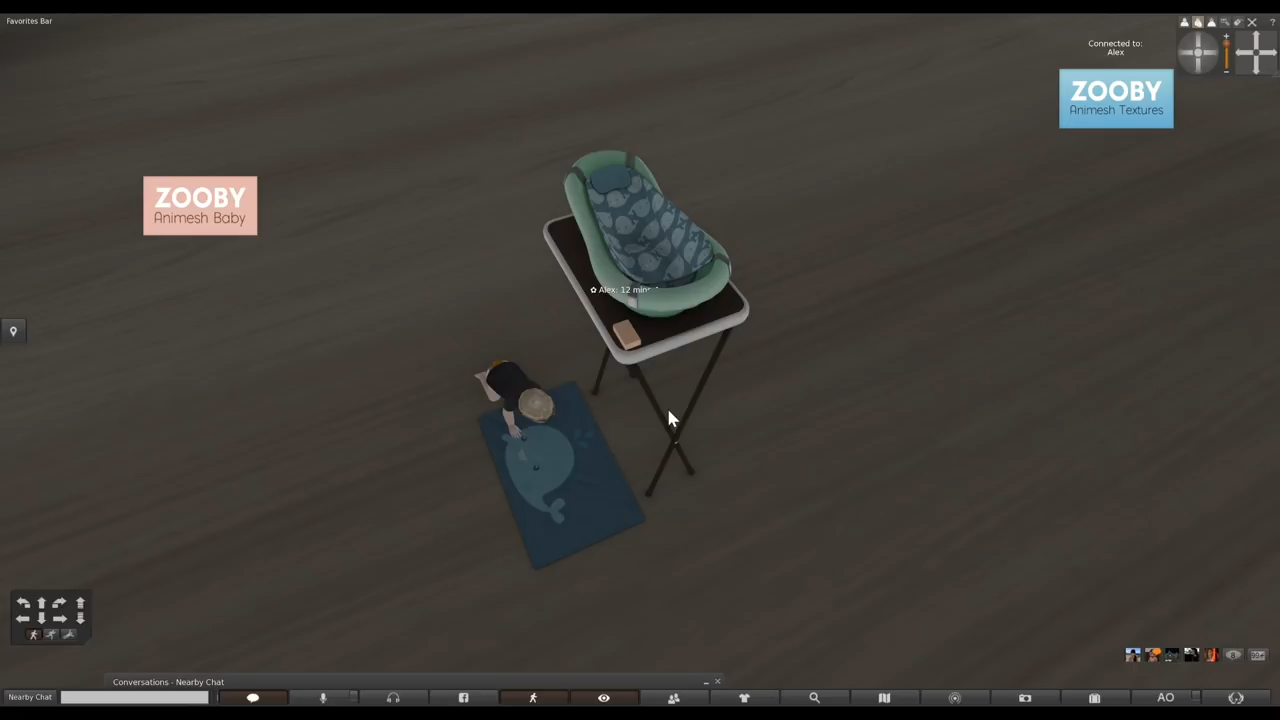 Favorites Bar
Connected to:
Alex
ZOOBY
Animesh Textures
ZOOBY
Animesh Baby
✿ Alex: 12 mins
Conversations - Nearby Chat
Nearby Chat
AO